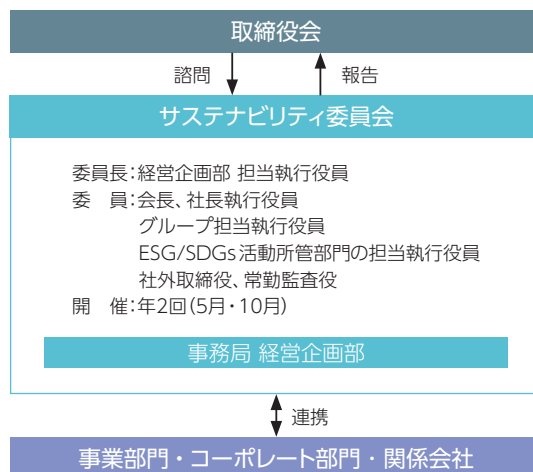 取締役会
諮問 報告
サステナビリティ委員会
委員長:経営企画部 担当執行役員
委　員:会長、社長執行役員
グループ担当執行役員
ESG/SDGs活動所管部門の担当執行役員
社外取締役、常勤監査役
開　催:年2回(5月・10月)
事務局 経営企画部
連携
事業部門・コーポレート部門・関係会社